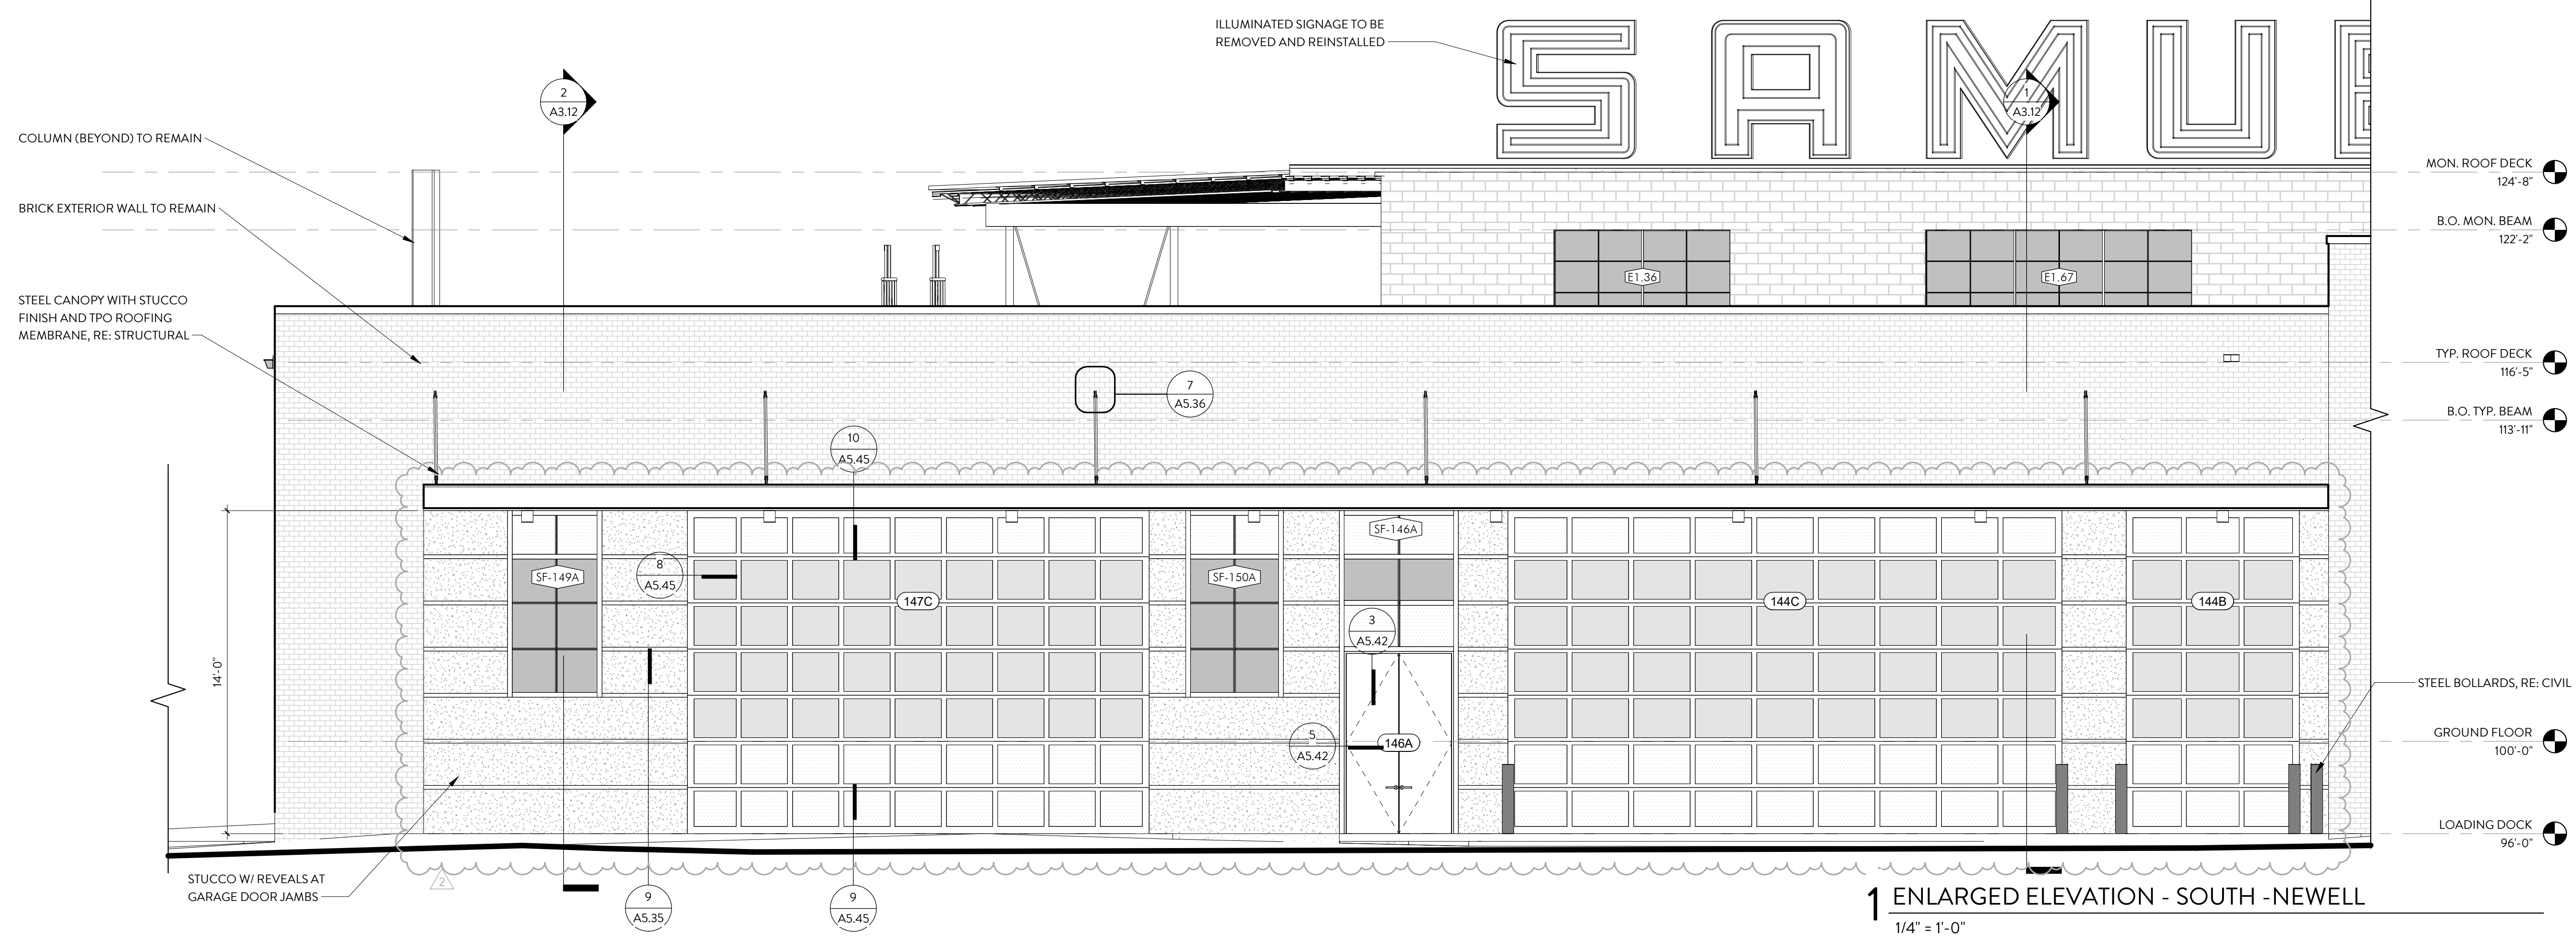 ILLUMINATED SIGNAGE TO BE
REMOVED AND REINSTALLED
SAMUE
2
A3.12
1
A3.12
COLUMN (BEYOND) TO REMAIN
BRICK EXTERIOR WALL TO REMAIN
STEEL CANOPY WITH STUCCO
FINISH AND TPO ROOFING
MEMBRANE, RE: STRUCTURAL
MON. ROOF DECK
124'-8"
B.O. MON. BEAM
122'-2"
E1.36
E1.67
TYP. ROOF DECK
116'-5"
7
A5.36
B.O. TYP. BEAM
113'-11"
10
A5.45
SF-146A
SF-149A
8
A5.45
SF-150A
147C
144C
144B
3
A5.42
14'-0"
STEEL BOLLARDS, RE: CIVIL
5
A5.42
146A
GROUND FLOOR
100'-0"
LOADING DOCK
96'-0"
STUCCO W/ REVEALS AT
GARAGE DOOR JAMBS
2
9
A5.35
9
A5.45
1 ENLARGED ELEVATION - SOUTH -NEWELL
1/4" = 1'-0"